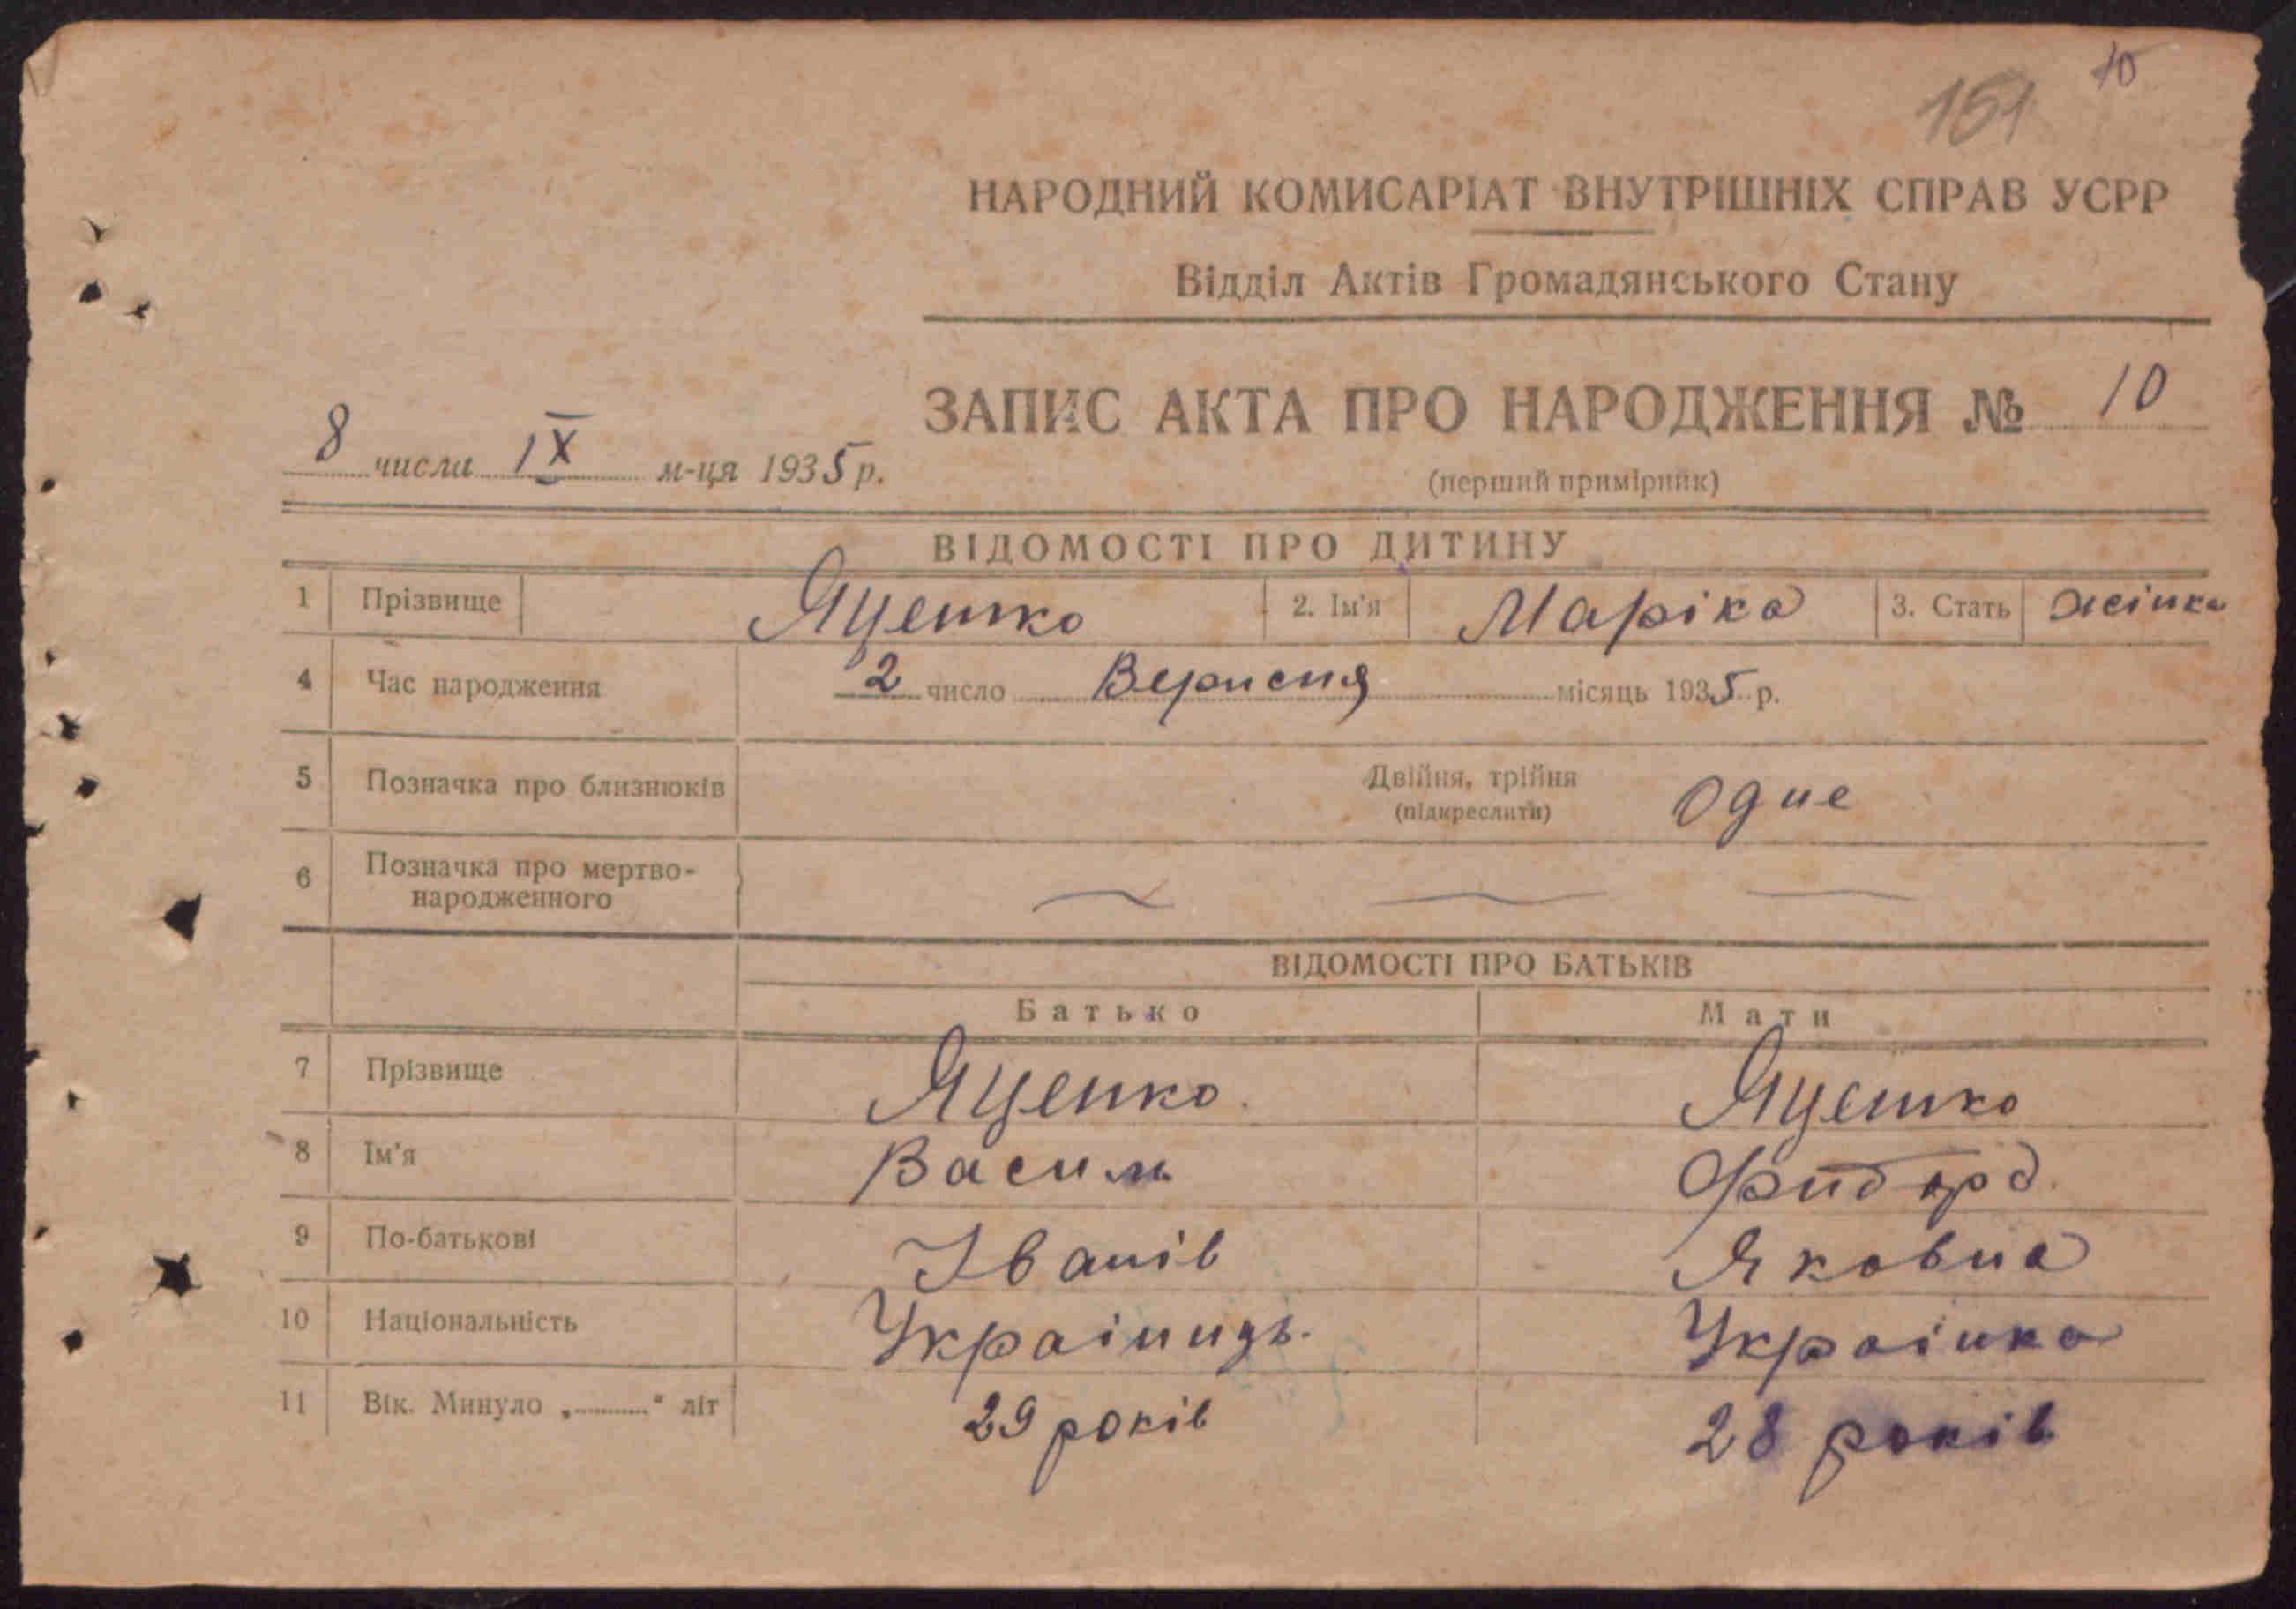 10
151
НАРОДНИЙ КОМИСАРІАТ ВНУТРІШНІХ СПРАВ УСРР
Відділ Актів Громадянського Стану
ЗАПИС АКТА ПРО НАРОДЖЕННЯ № 10
8 числа IX м-ця 1935 р.
(перший примірник)
ВІДОМОСТІ ПРО ДИТИНУ
1 Прізвище Яценко 2. Ім'я Маріка 3. Стать жінка
4 Час народження 2 число Вересня місяць 1935 р.
5 Позначка про близнюків Двійня, трійня (підкреслити) Одне
6 Позначка про мертво-
народженного
ВІДОМОСТІ ПРО БАТЬКІВ
Батько Мати
7 Прізвище Яценко. Яценко
8 Ім'я Василь
9 По-батькові Іванів Яковна
10 Національність Українць. Українка
11 Вік. Минуло „ " літ 29 років 28 років